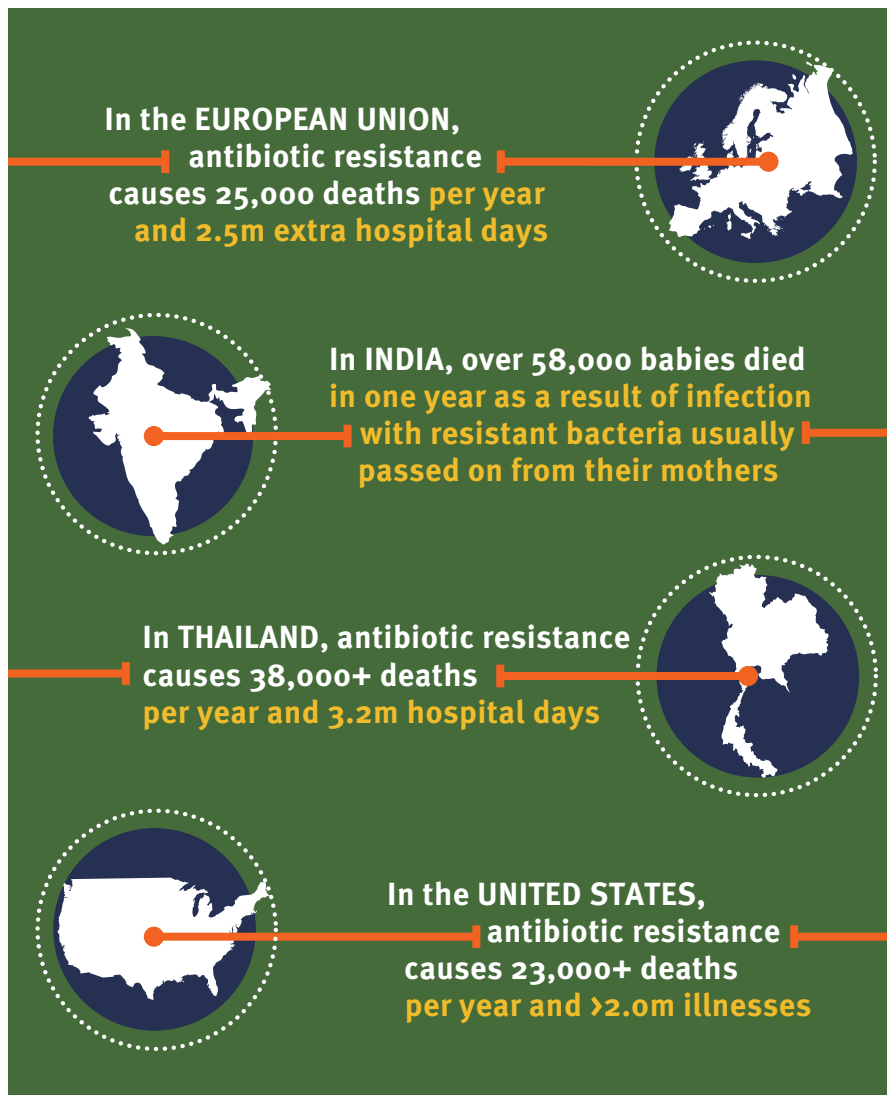 In the EUROPEAN UNION,
antibiotic resistance
causes 25,000 deaths per year
and 2.5m extra hospital days
In INDIA, over 58,000 babies died
in one year as a result of infection
with resistant bacteria usually
passed on from their mothers
In THAILAND, antibiotic resistance
causes 38,000+ deaths
per year and 3.2m hospital days
In the UNITED STATES,
antibiotic resistance
causes 23,000+ deaths
per year and >2.0m illnesses